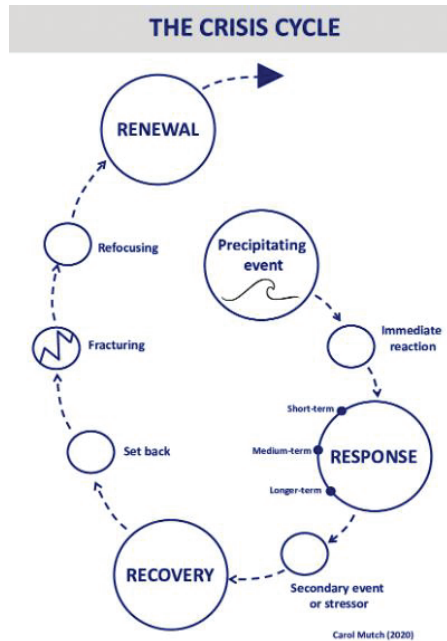 THE CRISIS CYCLE
RENEWAL
Refocusing
Precipitating
event
Fracturing
Immediate
reaction
Short-term
Set back
Medium-term
RESPONSE
Longer-term
RECOVERY
Secondary event
or stressor
Carol Mutch (2020)